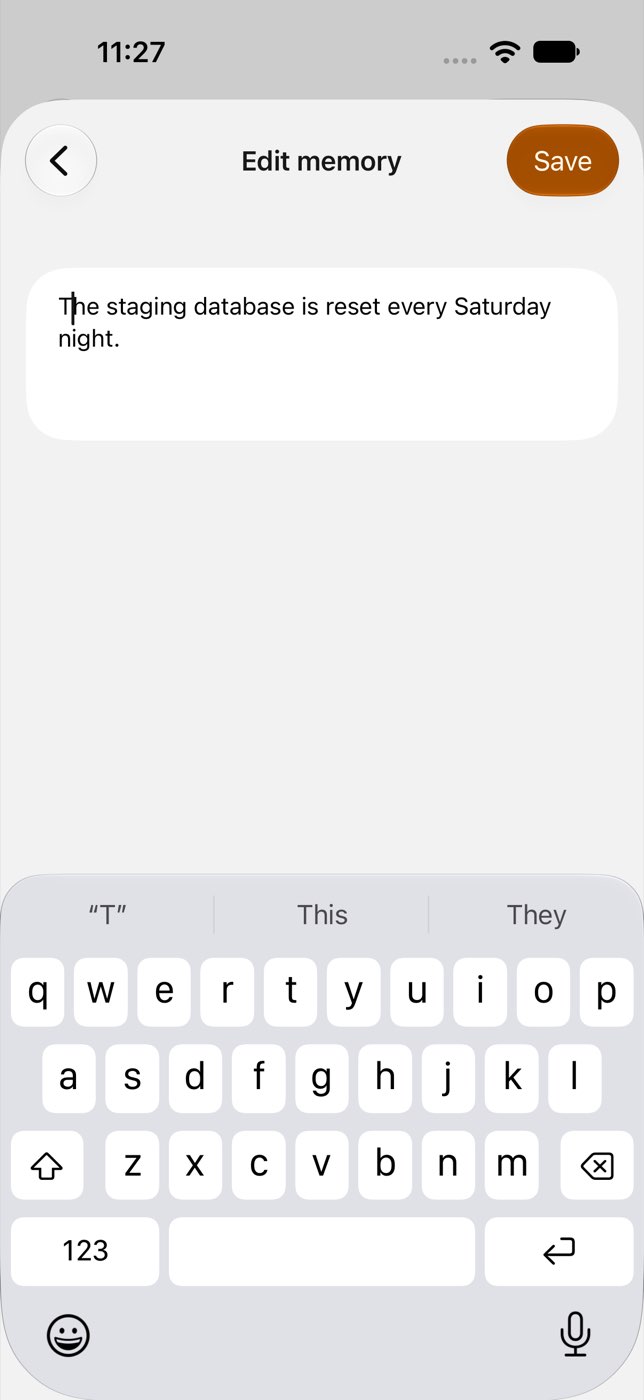 11:27
Edit memory
Save
The staging database is reset every Saturday
night.
“T”
This
They
q w e r t y u i o p
a s d f g h j k l
z x c v b n m
123